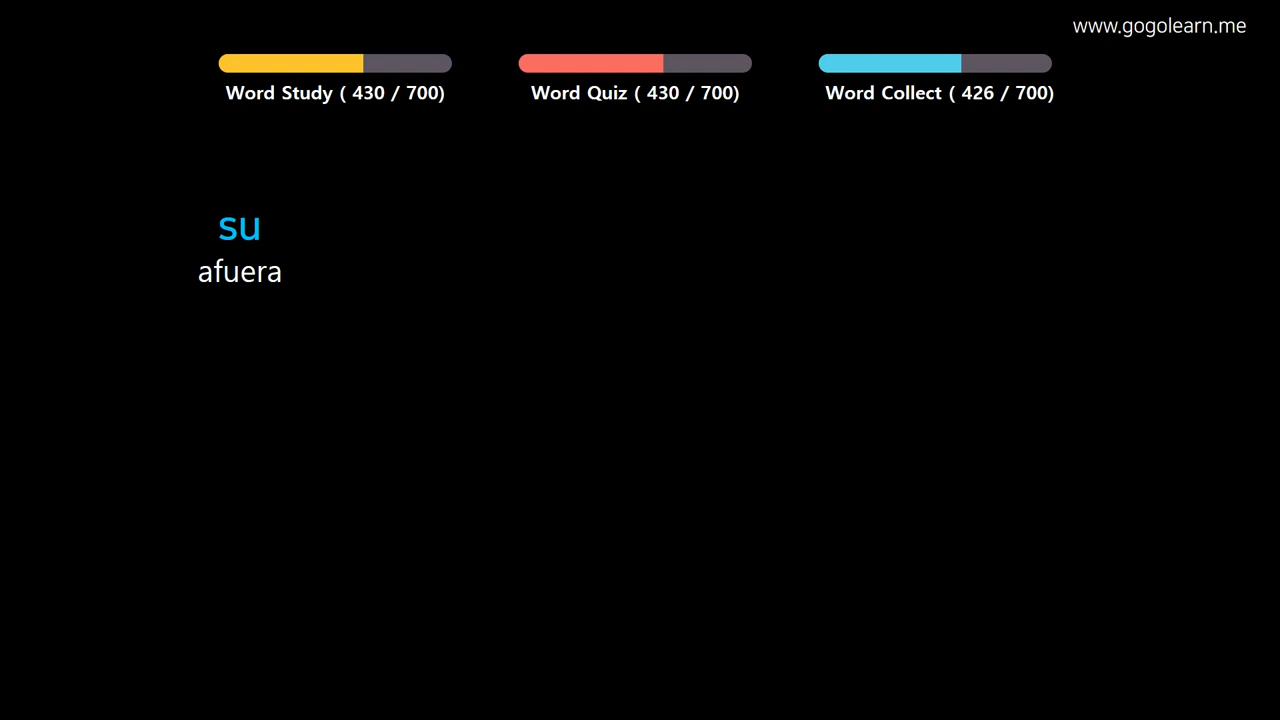 www.gogolearn.me
Word Study ( 430 / 700)
Word Quiz ( 430 / 700)
Word Collect ( 426 / 700)
su
afuera